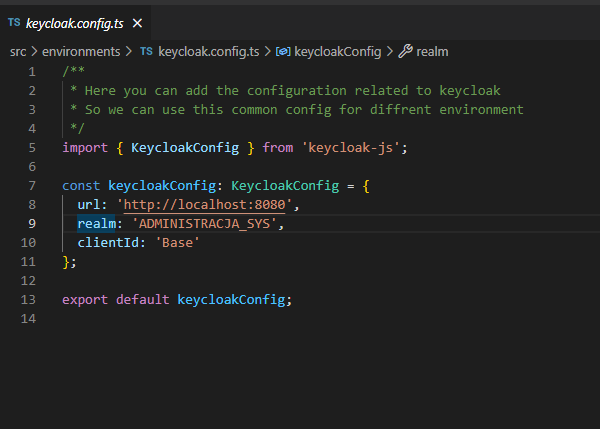 TS keycloak.config.ts ×
src > environments > TS keycloak.config.ts > keycloakConfig > realm
1 /**
2 * Here you can add the configuration related to keycloak
3 * So we can use this common config for diffrent environment
4 */
5 import { KeycloakConfig } from 'keycloak-js';
6
7 const keycloakConfig: KeycloakConfig = {
8 url: 'http://localhost:8080',
9 realm: 'ADMINISTRACJA_SYS',
10 clientId: 'Base'
11 };
12
13 export default keycloakConfig;
14